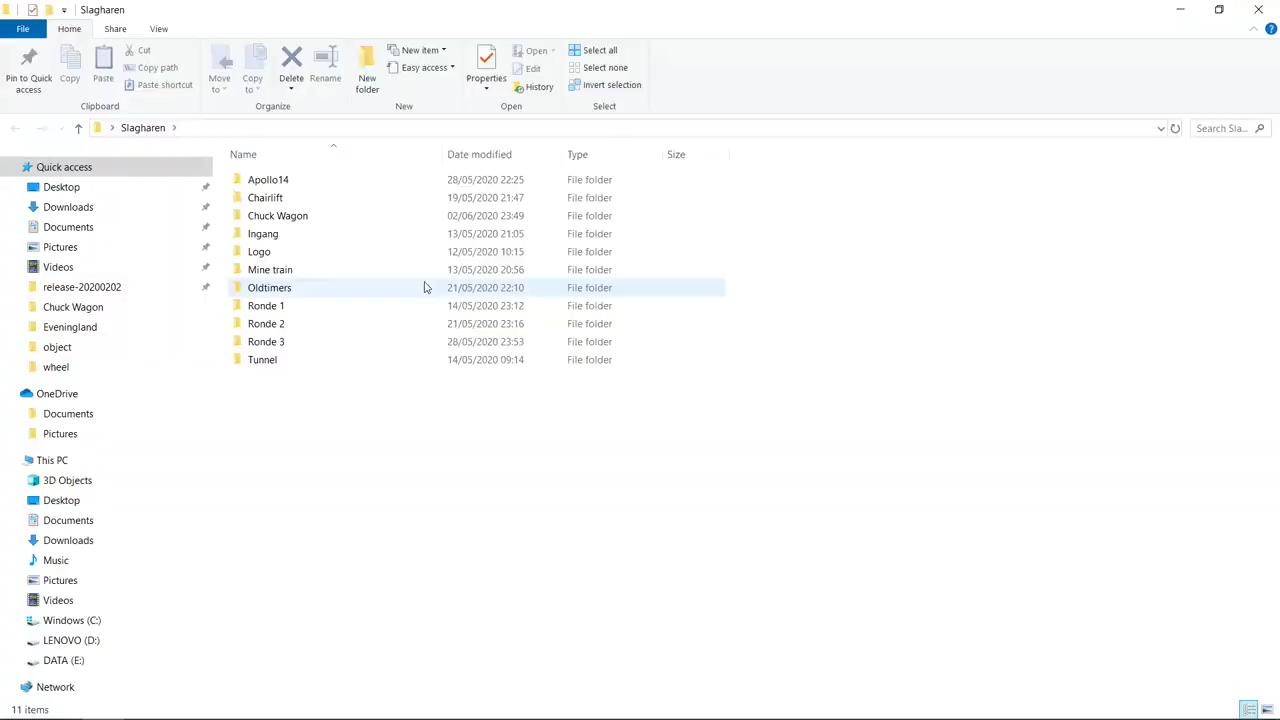 Slagharen
File Home Share View
Pin to Quick access
Copy
Paste
Cut
Copy path
Paste shortcut
Clipboard
Move to
Copy to
Delete
Rename
Organize
New folder
New item
Easy access
New
Properties
Open
Edit
History
Open
Select all
Select none
Invert selection
Select
Slagharen
Search Sla...
Quick access
Desktop
Downloads
Documents
Pictures
Videos
release-20200202
Chuck Wagon
Eveningland
object
wheel
OneDrive
Documents
Pictures
This PC
3D Objects
Desktop
Documents
Downloads
Music
Pictures
Videos
Windows (C:)
LENOVO (D:)
DATA (E:)
Network
Name Date modified Type Size
Apollo14 28/05/2020 22:25 File folder
Chairlift 19/05/2020 21:47 File folder
Chuck Wagon 02/06/2020 23:49 File folder
Ingang 13/05/2020 21:05 File folder
Logo 12/05/2020 10:15 File folder
Mine train 13/05/2020 20:56 File folder
Oldtimers 21/05/2020 22:10 File folder
Ronde 1 14/05/2020 23:12 File folder
Ronde 2 21/05/2020 23:16 File folder
Ronde 3 28/05/2020 23:53 File folder
Tunnel 14/05/2020 09:14 File folder
11 items